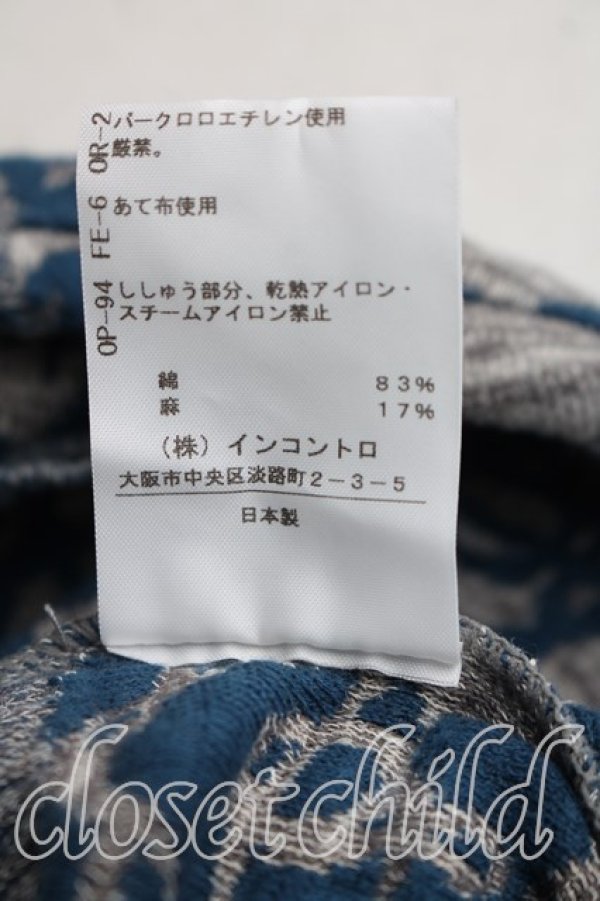 OR-2 パークロロエチレン使用
厳禁。
FE-6 あて布使用
OP-94 ししゅう部分、乾熱アイロン・
スチームアイロン禁止
綿 83%
麻 17%
(株) インコントロ
大阪市中央区淡路町2-3-5
日本製
closetchild